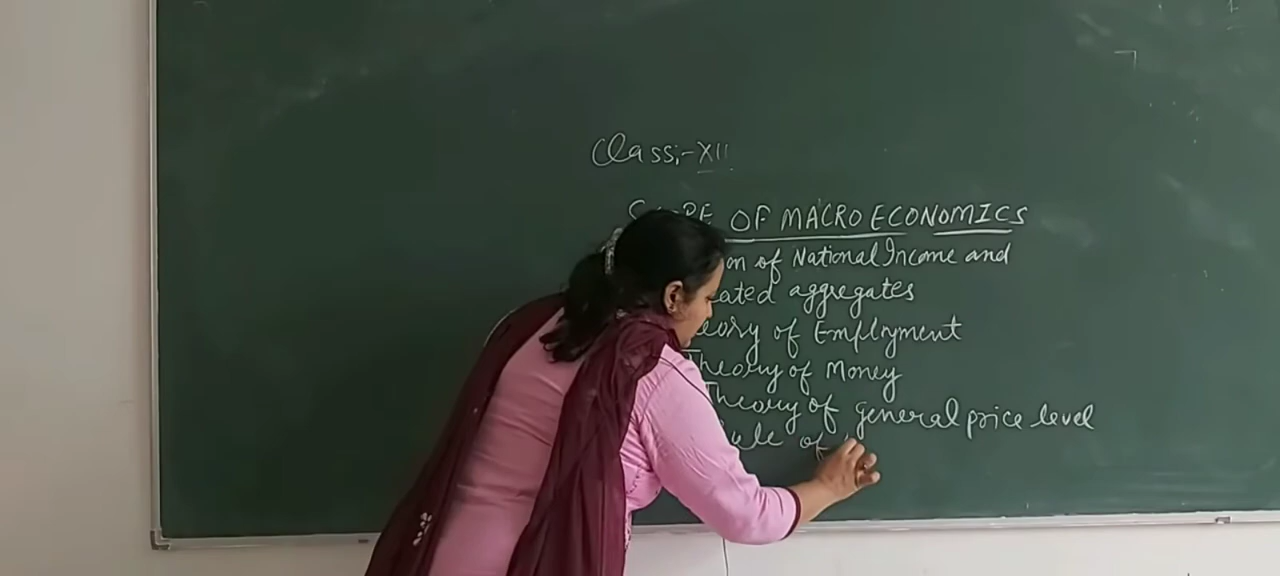 Class:-XII
SCOPE OF MACRO ECONOMICS
of National Income and
aggregates
of Employment
Theory of Money
Theory of general price level
of